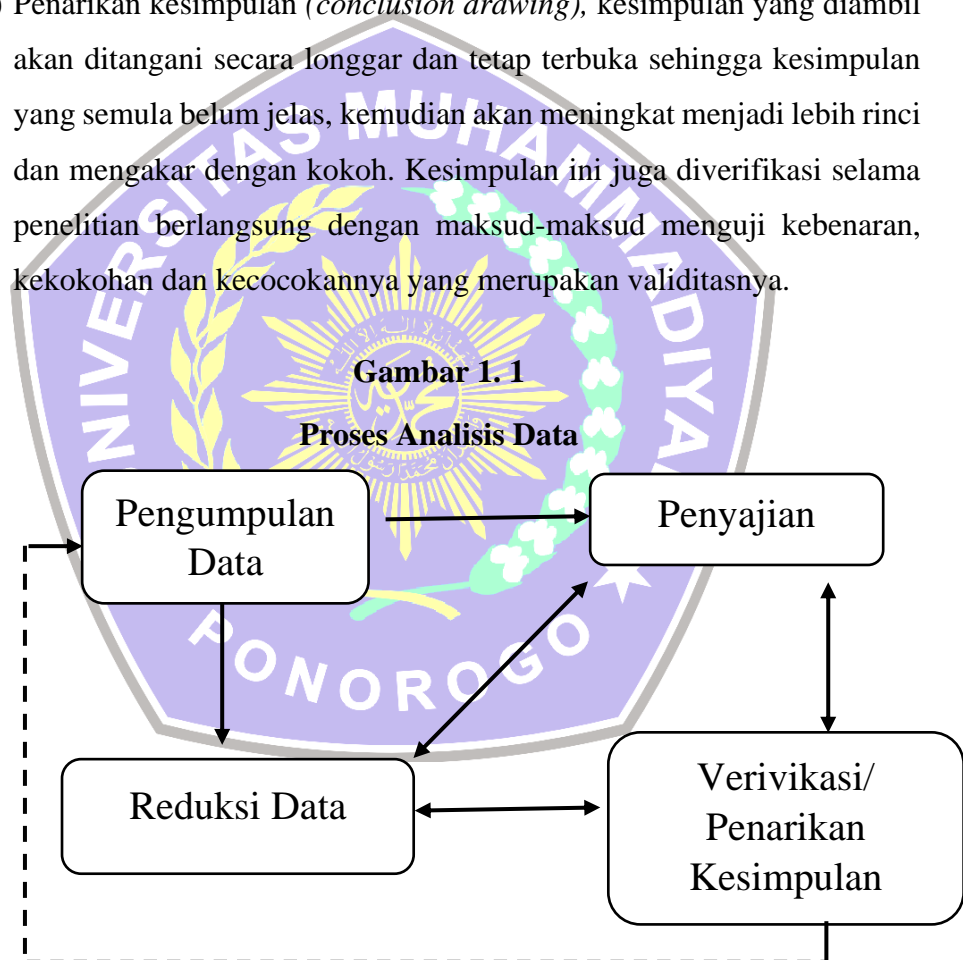 ) Penarikan kesimpulan (conclusion drawing), kesimpulan yang diambil
akan ditangani secara longgar dan tetap terbuka sehingga kesimpulan
yang semula belum jelas, kemudian akan meningkat menjadi lebih rinci
dan mengakar dengan kokoh. Kesimpulan ini juga diverifikasi selama
penelitian berlangsung dengan maksud-maksud menguji kebenaran,
kekokohan dan kecocokannya yang merupakan validitasnya.
UNIVERSITAS MUHAMMADIYAH
PONOROGO
Gambar 1. 1
Proses Analisis Data
Pengumpulan
Data
Penyajian
Reduksi Data
Verivikasi/
Penarikan
Kesimpulan